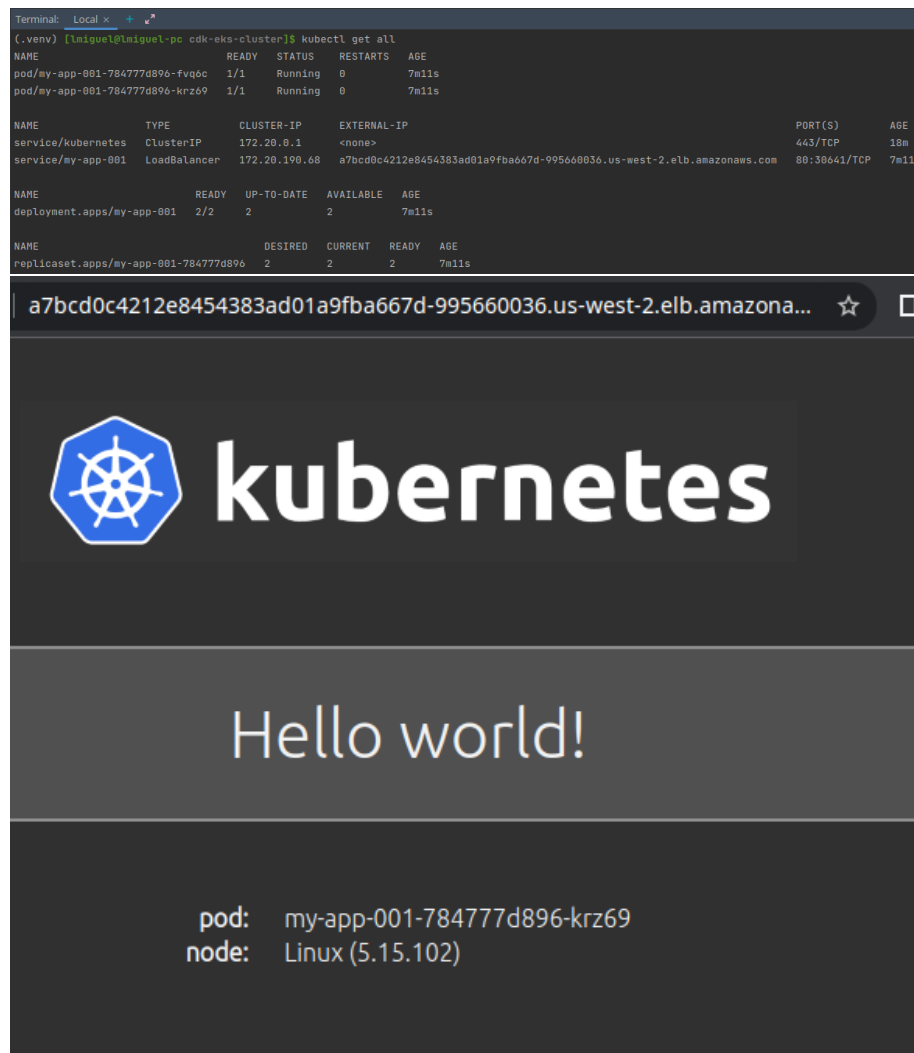 Terminal: Local × +
(.venv) [lmiguel@lmiguel-pc cdk-eks-cluster]$ kubectl get all
NAME READY STATUS RESTARTS AGE
pod/my-app-001-784777d896-fvq6c 1/1 Running 0 7m11s
pod/my-app-001-784777d896-krz69 1/1 Running 0 7m11s
NAME TYPE CLUSTER-IP EXTERNAL-IP PORT(S) AGE
service/kubernetes ClusterIP 172.20.0.1 <none> 443/TCP 18m
service/my-app-001 LoadBalancer 172.20.190.68 a7bcd0c4212e8454383ad01a9fba667d-995660036.us-west-2.elb.amazonaws.com 80:30641/TCP 7m11
NAME READY UP-TO-DATE AVAILABLE AGE
deployment.apps/my-app-001 2/2 2 2 7m11s
NAME DESIRED CURRENT READY AGE
replicaset.apps/my-app-001-784777d896 2 2 2 7m11s
a7bcd0c4212e8454383ad01a9fba667d-995660036.us-west-2.elb.amazona...
kubernetes
Hello world!
pod: my-app-001-784777d896-krz69
node: Linux (5.15.102)